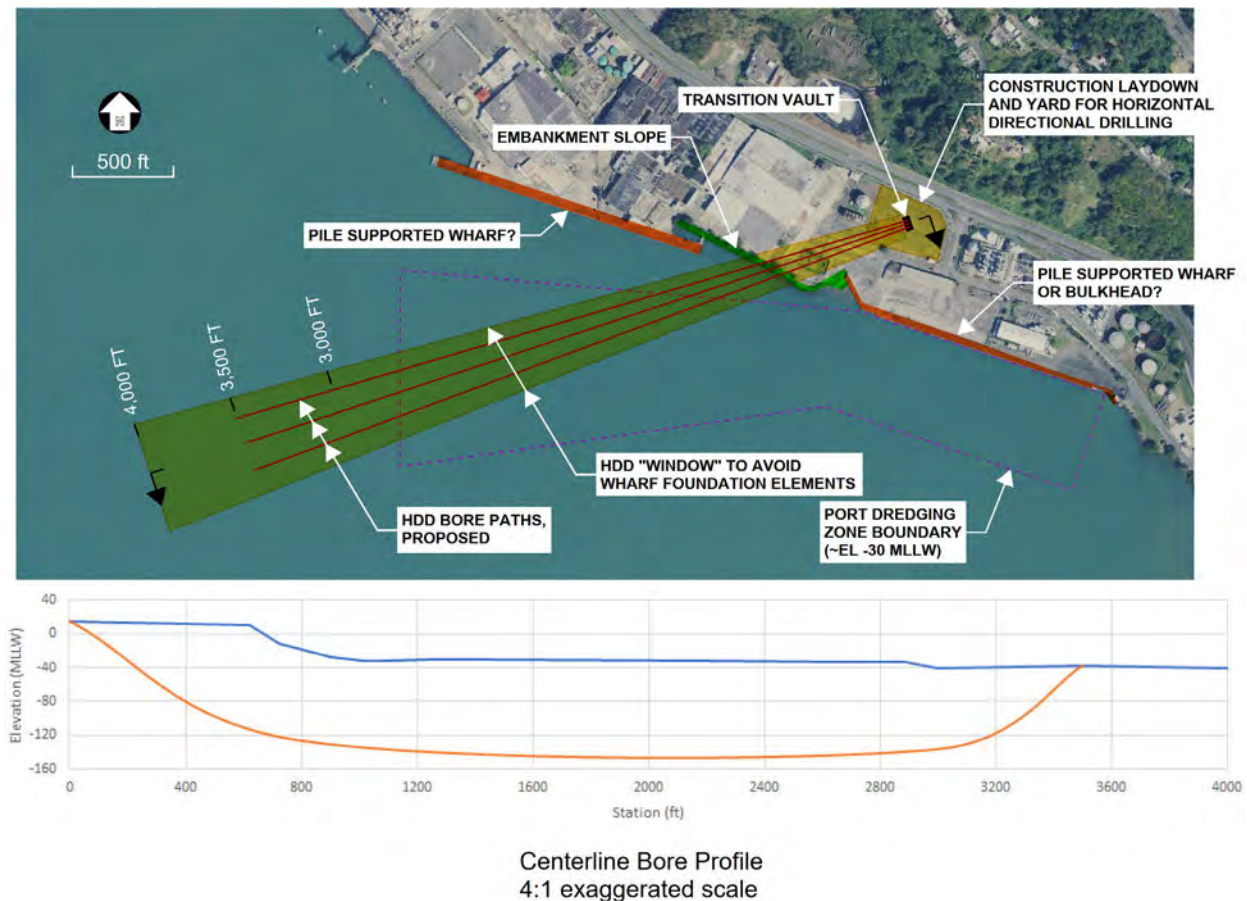 TRANSITION VAULT
CONSTRUCTION LAYDOWN
AND YARD FOR HORIZONTAL
DIRECTIONAL DRILLING
EMBANKMENT SLOPE
N
500 ft
PILE SUPPORTED WHARF?
PILE SUPPORTED WHARF
OR BULKHEAD?
3,000 FT
3,500 FT
4,000 FT
HDD "WINDOW" TO AVOID
WHARF FOUNDATION ELEMENTS
HDD BORE PATHS,
PROPOSED
PORT DREDGING
ZONE BOUNDARY
(~EL -30 MLLW)
Elevation (MLLW)
40
0
-40
-80
-120
-160
0 400 800 1200 1600 2000 2400 2800 3200 3600 4000
Station (ft)
Centerline Bore Profile
4:1 exaggerated scale